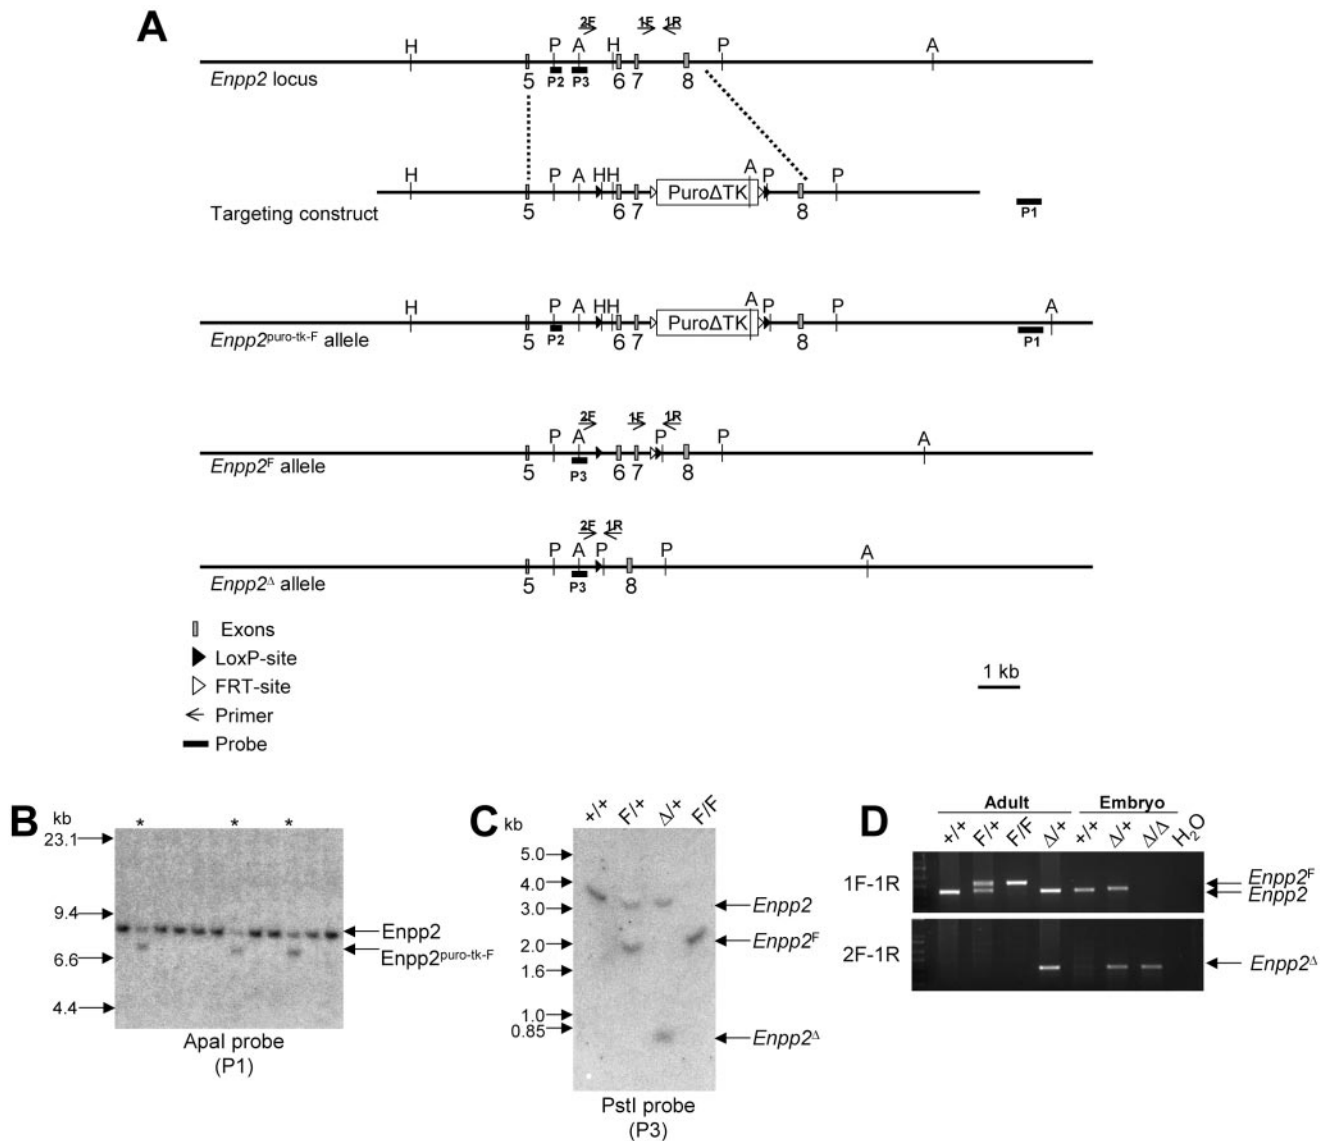 A
2F 1F 1R
H P A H P A
5 P2 P3 6 7 8
Enpp2 locus
H P A HH A P P
PuroΔTK
5 6 7 8
Targeting construct
P1
H P A HH A P P A
PuroΔTK
5 P2 6 7 8 P1
Enpp2puro-tk-F allele
2F 1F 1R
P A P P A
5 P3 6 7 8
Enpp2F allele
2F 1R
P A P P A
5 P3 8
Enpp2Δ allele
Exons
LoxP-site
FRT-site
Primer
Probe
1 kb
B
kb
* * *
23.1
9.4
6.6
4.4
Enpp2
Enpp2puro-tk-F
ApaI probe
(P1)
C
kb
+/+ F/+ Δ/+ F/F
5.0
4.0
3.0
2.0
1.6
1.0
0.85
Enpp2
Enpp2F
Enpp2Δ
PstI probe
(P3)
D
Adult Embryo
+/+ F/+ F/F Δ/+ +/+ Δ/+ Δ/Δ H2O
1F-1R
Enpp2F
Enpp2
2F-1R
Enpp2Δ